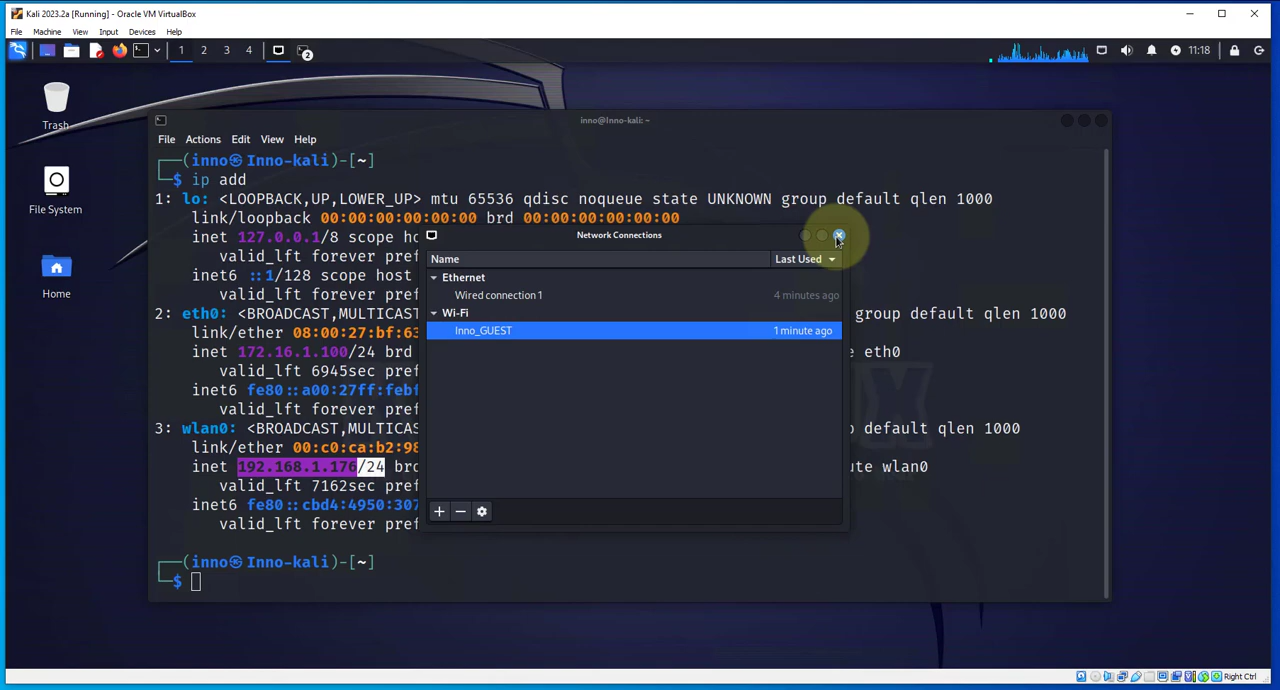 Kali 2023.2a [Running] - Oracle VM VirtualBox
File Machine View Input Devices Help
1 2 3 4 2 11:18
Trash
File System
Home
inno@Inno-kali: ~
File Actions Edit View Help
┌──(inno㉿Inno-kali)-[~]
└─$ ip add
1: lo: <LOOPBACK,UP,LOWER_UP> mtu 65536 qdisc noqueue state UNKNOWN group default qlen 1000
link/loopback 00:00:00:00:00:00 brd 00:00:00:00:00:00
inet 127.0.0.1/8 scope ho
valid_lft forever pref
inet6 ::1/128 scope host
valid_lft forever pref
2: eth0: <BROADCAST,MULTICAST group default qlen 1000
link/ether 08:00:27:bf:63
inet 172.16.1.100/24 brd e eth0
valid_lft 6945sec pref
inet6 fe80::a00:27ff:febf
valid_lft forever pref
3: wlan0: <BROADCAST,MULTICAS p default qlen 1000
link/ether 00:c0:ca:b2:98
inet 192.168.1.176/24 brd ute wlan0
valid_lft 7162sec pref
inet6 fe80::cbd4:4950:307
valid_lft forever pref
┌──(inno㉿Inno-kali)-[~]
└─$
Network Connections
Name Last Used
Ethernet
Wired connection 1 4 minutes ago
Wi-Fi
Inno_GUEST 1 minute ago
Right Ctrl